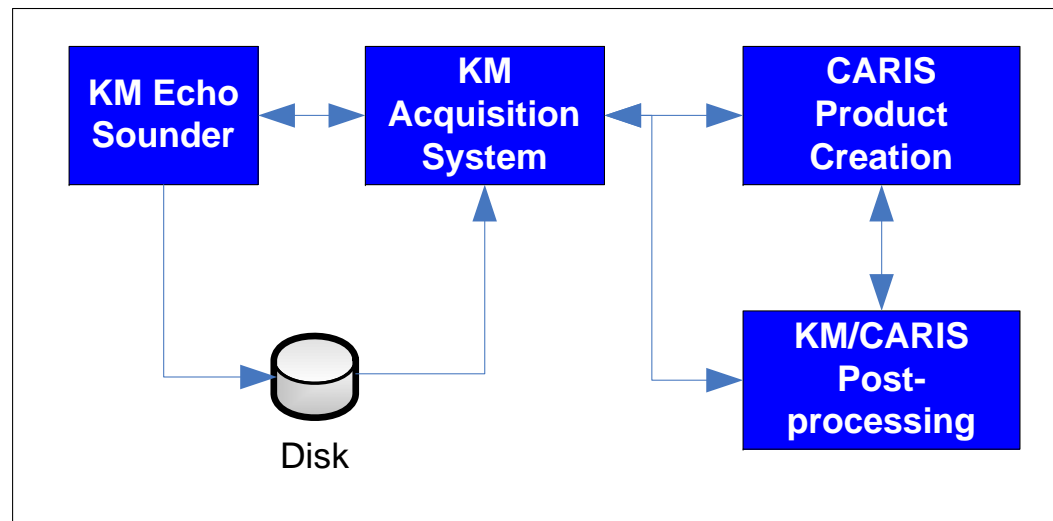 KM Echo
Sounder
KM
Acquisition
System
CARIS
Product
Creation
KM/CARIS
Post-
processing
Disk